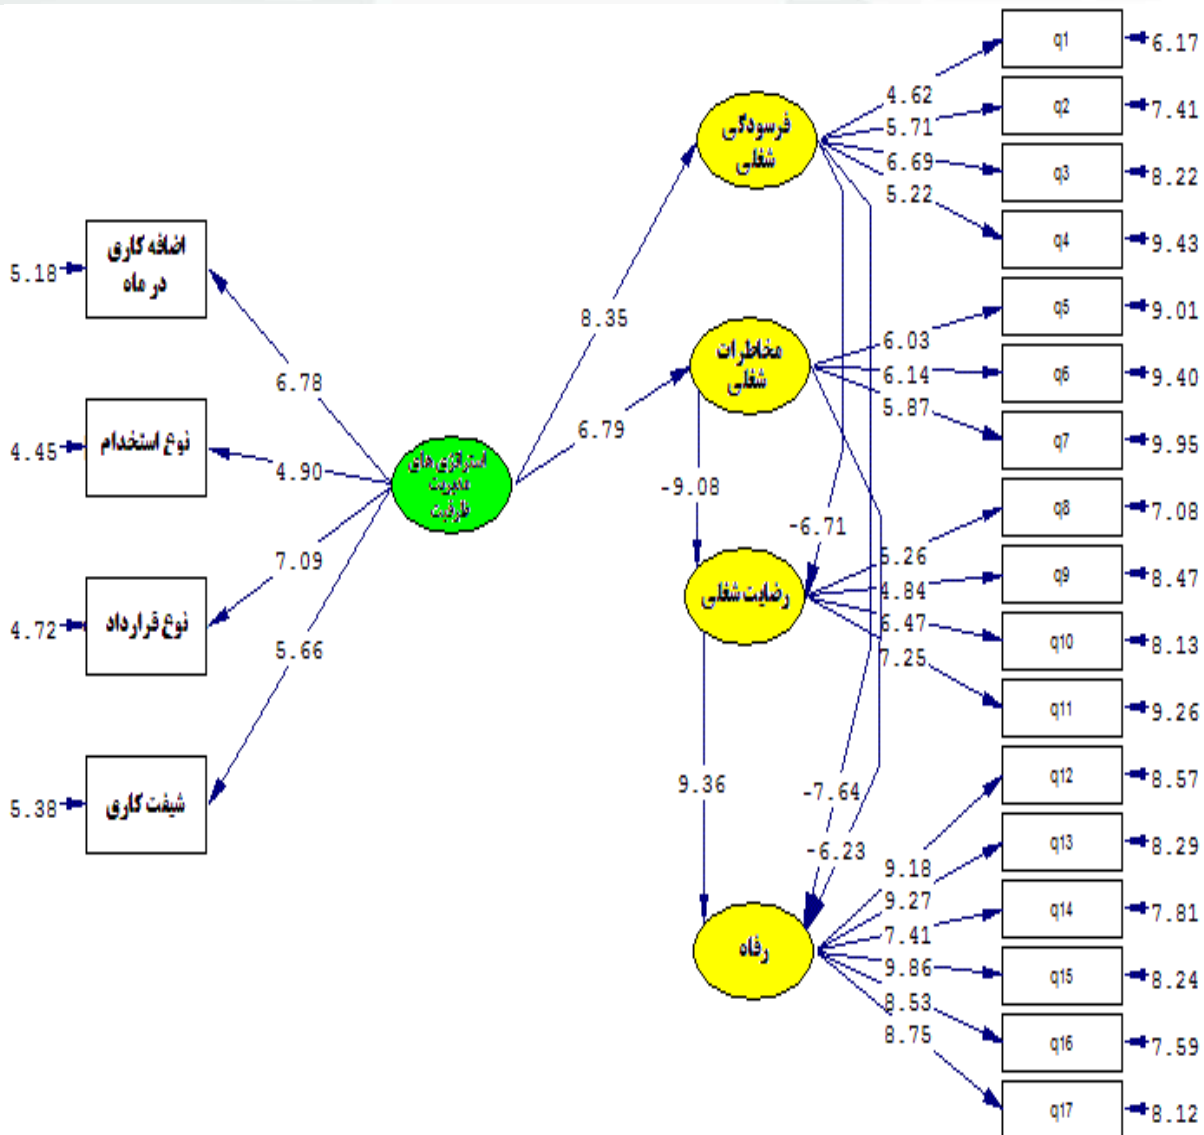 اضافه کاری
در ماه
5.18
6.78
نوع استخدام
4.45
4.90
نوع قرارداد
4.72
7.09
شیفت کاری
5.38
5.66
استراتژی های
مدیریت
ظرفیت
8.35
6.79
فرسودگی
شغلی
مخاطرات
شغلی
-9.08
-6.71
رضایت شغلی
9.36
-7.64
-6.23
رفاه
4.62
5.71
6.69
5.22
6.03
6.14
5.87
5.26
4.84
6.47
7.25
9.18
9.27
7.41
9.86
8.53
8.75
q1 6.17
q2 7.41
q3 8.22
q4 9.43
q5 9.01
q6 9.40
q7 9.95
q8 7.08
q9 8.47
q10 8.13
q11 9.26
q12 8.57
q13 8.29
q14 7.81
q15 8.24
q16 7.59
q17 8.12